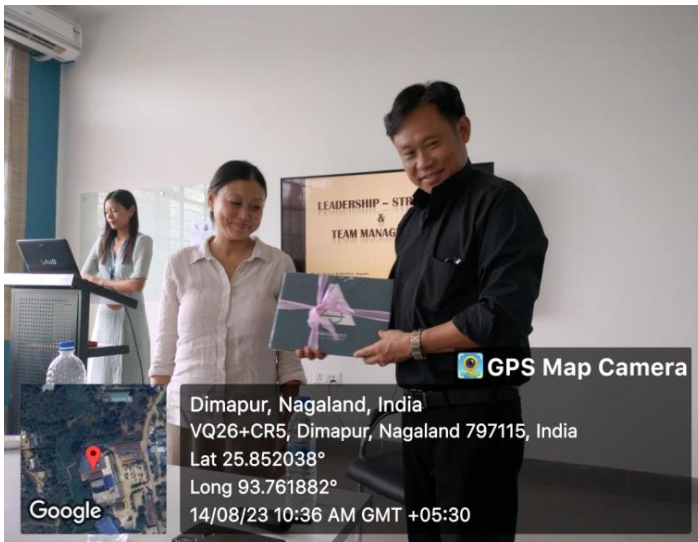 LEADERSHIP – STR
&
TEAM MANAG
VAIO
GPS Map Camera
Dimapur, Nagaland, India
VQ26+CR5, Dimapur, Nagaland 797115, India
Lat 25.852038°
Long 93.761882°
14/08/23 10:36 AM GMT +05:30
Google